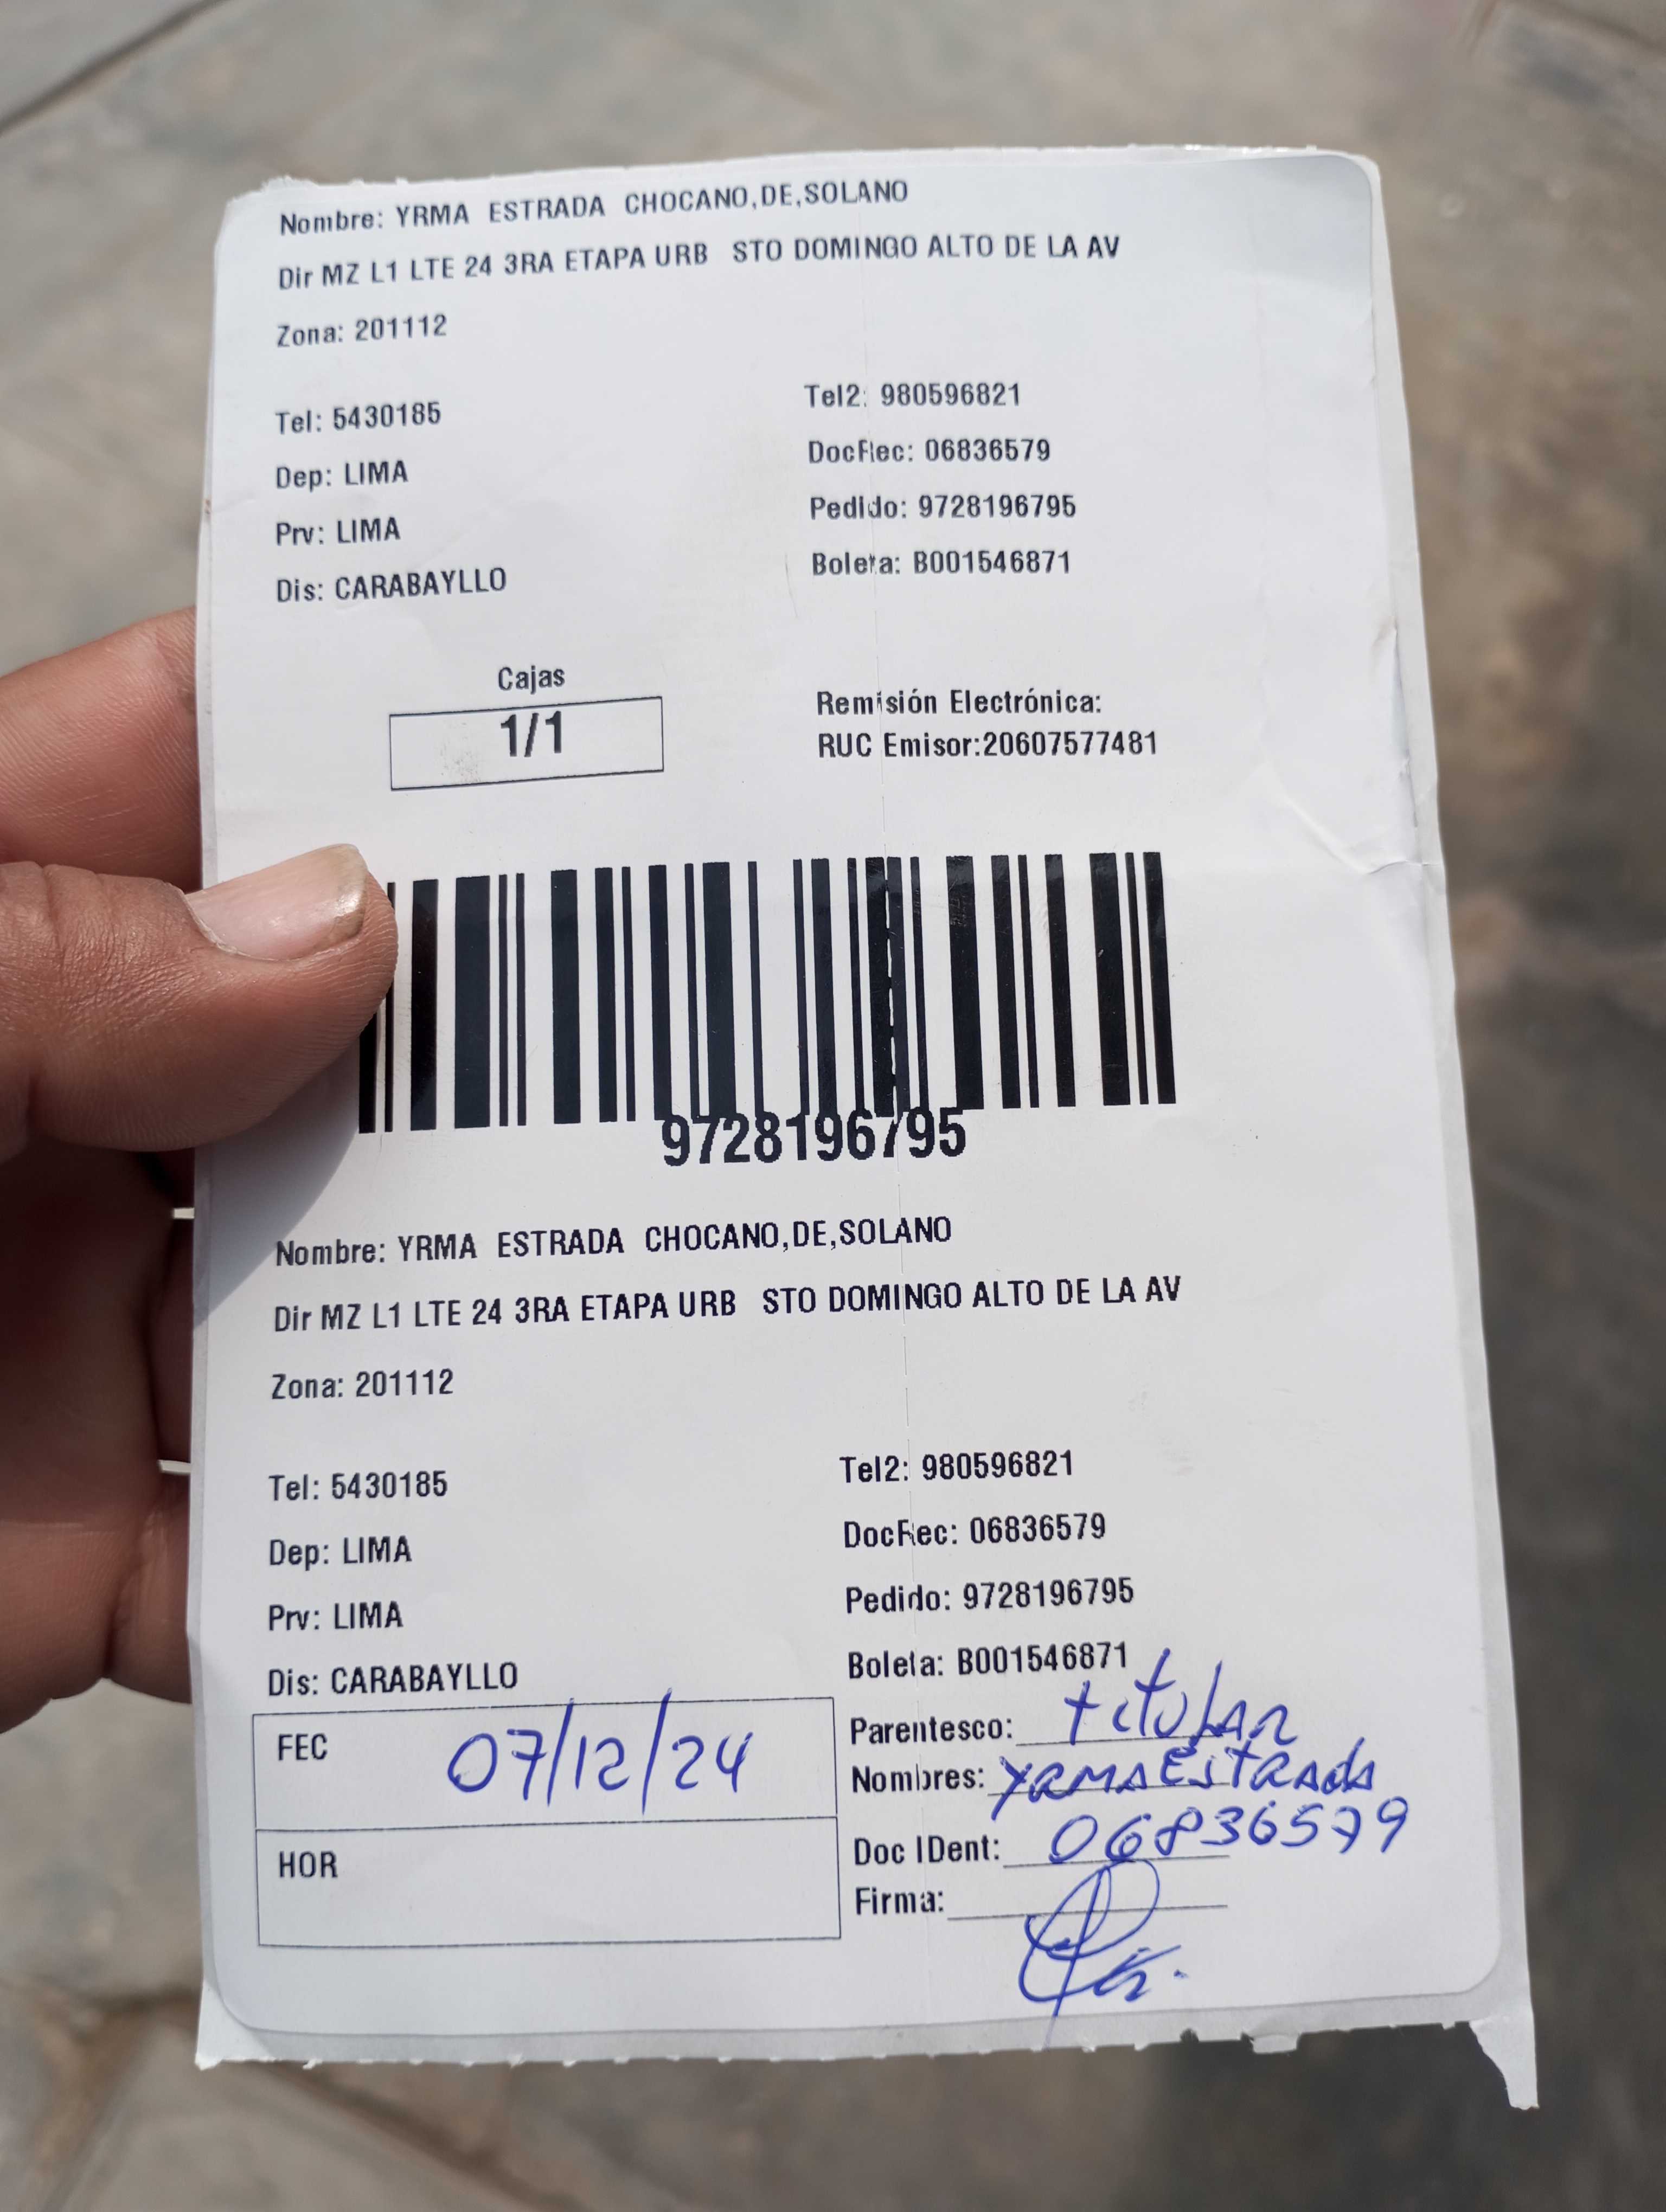 Nombre: YRMA ESTRADA CHOCANO,DE,SOLANO
Dir MZ L1 LTE 24 3RA ETAPA URB STO DOMINGO ALTO DE LA AV
Zona: 201112
Tel: 5430185
Tel2: 980596821
Dep: LIMA
DocRec: 06836579
Prv: LIMA
Pedido: 9728196795
Dis: CARABAYLLO
Boleta: B001546871
Cajas
1/1
Remisión Electrónica:
RUC Emisor:20607577481
9728196795
Nombre: YRMA ESTRADA CHOCANO,DE,SOLANO
Dir MZ L1 LTE 24 3RA ETAPA URB STO DOMINGO ALTO DE LA AV
Zona: 201112
Tel: 5430185
Tel2: 980596821
Dep: LIMA
DocRec: 06836579
Prv: LIMA
Pedido: 9728196795
Dis: CARABAYLLO
Boleta: B001546871
FEC 07/12/24
HOR
Parentesco: titular
Nombres: YRMA EStRAdA
Doc IDent: 06836579
Firma: